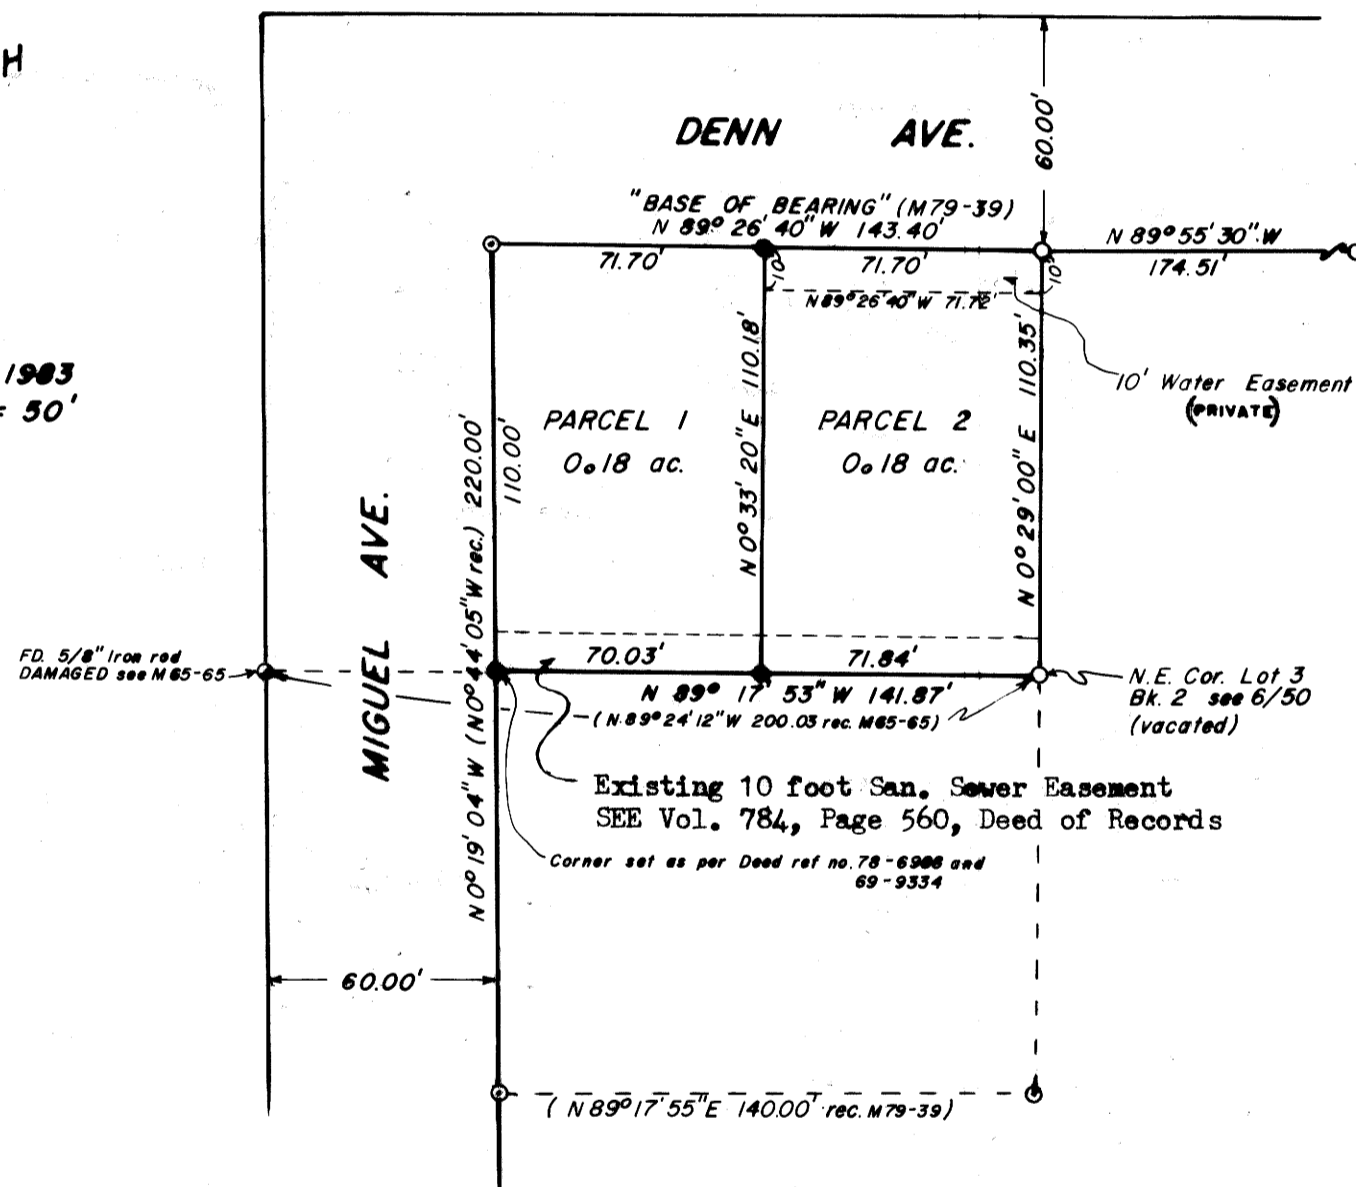 H
DENN AVE.
60.00'
"BASE OF BEARING" (M79-39)
N 89° 26' 40" W 143.40'
N 89° 55' 30" W
71.70'
71.70'
174.51'
10'
10'
N 89° 26' 40" W 71.72'
1983
= 50'
10' Water Easement
(PRIVATE)
PARCEL 1
0.18 ac.
PARCEL 2
0.18 ac.
N 0° 33' 20" E 110.18'
N 0° 29' 00" E 110.35'
110.00'
N 0° 19' 04" W (N 0° 44' 05" W rec.) 220.00'
MIGUEL AVE.
FD. 5/8" Iron rod
DAMAGED see M65-65
70.03'
71.84'
N 89° 17' 53" W 141.87'
(N 89° 24' 12" W 200.03 rec. M65-65)
N.E. Cor. Lot 3
Bk. 2 see 6/50
(vacated)
Existing 10 foot San. Sewer Easement
SEE Vol. 784, Page 560, Deed of Records
Corner set as per Deed ref no. and
69-9334
60.00'
(N 89° 17' 55" E 140.00' rec. M79-39)